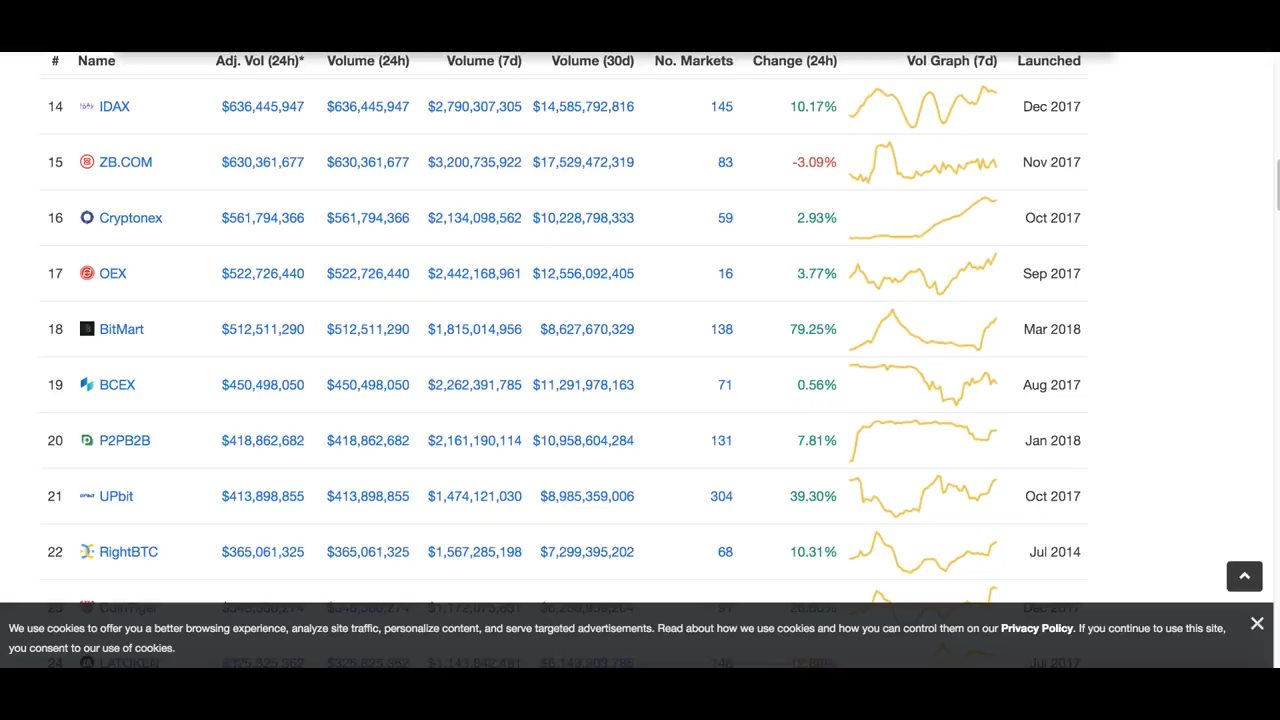 # Name Adj. Vol (24h)* Volume (24h) Volume (7d) Volume (30d) No. Markets Change (24h) Vol Graph (7d) Launched
14 IDAX $636,445,947 $636,445,947 $2,790,307,305 $14,585,792,816 145 10.17% Dec 2017
15 ZB.COM $630,361,677 $630,361,677 $3,200,735,922 $17,529,472,319 83 -3.09% Nov 2017
16 Cryptonex $561,794,366 $561,794,366 $2,134,098,562 $10,228,798,333 59 2.93% Oct 2017
17 OEX $522,726,440 $522,726,440 $2,442,168,961 $12,556,092,405 16 3.77% Sep 2017
18 BitMart $512,511,290 $512,511,290 $1,815,014,956 $8,627,670,329 138 79.25% Mar 2018
19 BCEX $450,498,050 $450,498,050 $2,262,391,785 $11,291,978,163 71 0.56% Aug 2017
20 P2PB2B $418,862,682 $418,862,682 $2,161,190,114 $10,958,604,284 131 7.81% Jan 2018
21 UPbit $413,898,855 $413,898,855 $1,474,121,030 $8,985,359,006 304 39.30% Oct 2017
22 RightBTC $365,061,325 $365,061,325 $1,567,285,198 $7,299,395,202 68 10.31% Jul 2014
23 CoinTiger Dec 2017
We use cookies to offer you a better browsing experience, analyze site traffic, personalize content, and serve targeted advertisements. Read about how we use cookies and how you can control them on our Privacy Policy. If you continue to use this site,
you consent to our use of cookies.
24 LATOKEN Jul 2017